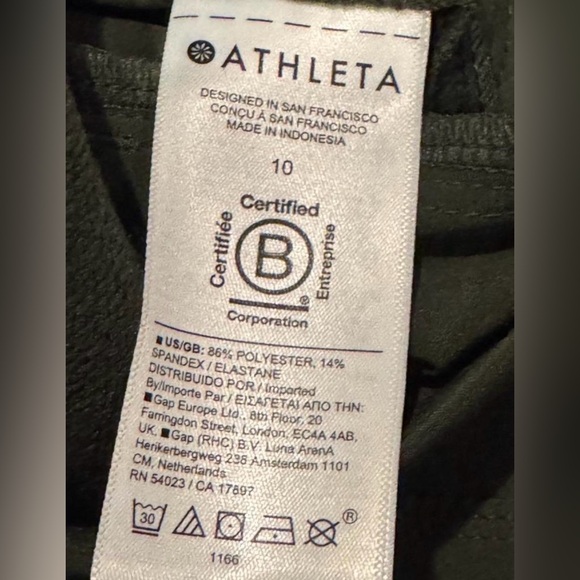 ATHLETA
DESIGNED IN SAN FRANCISCO
CONÇU À SAN FRANCISCO
MADE IN INDONESIA
10
Certified
Certifiée
B
Entreprise
®
Corporation
US/GB: 86% POLYESTER, 14%
SPANDEX / ELASTANE
DISTRIBUIDO POR / Imported
By/Importe Par / ΕΙΣΑΓΕΤΑΙ ΑΠΟ ΤΗΝ:
Gap Europe Ltd., 8th Floor, 20
Farringdon Street, London, EC4A 4AB,
UK. Gap (RHC) B.V. Luna ArenA
Herikerbergweg 238 Amsterdam 1101
CM, Netherlands
RN 54023 / CA 17897
30
®
1166